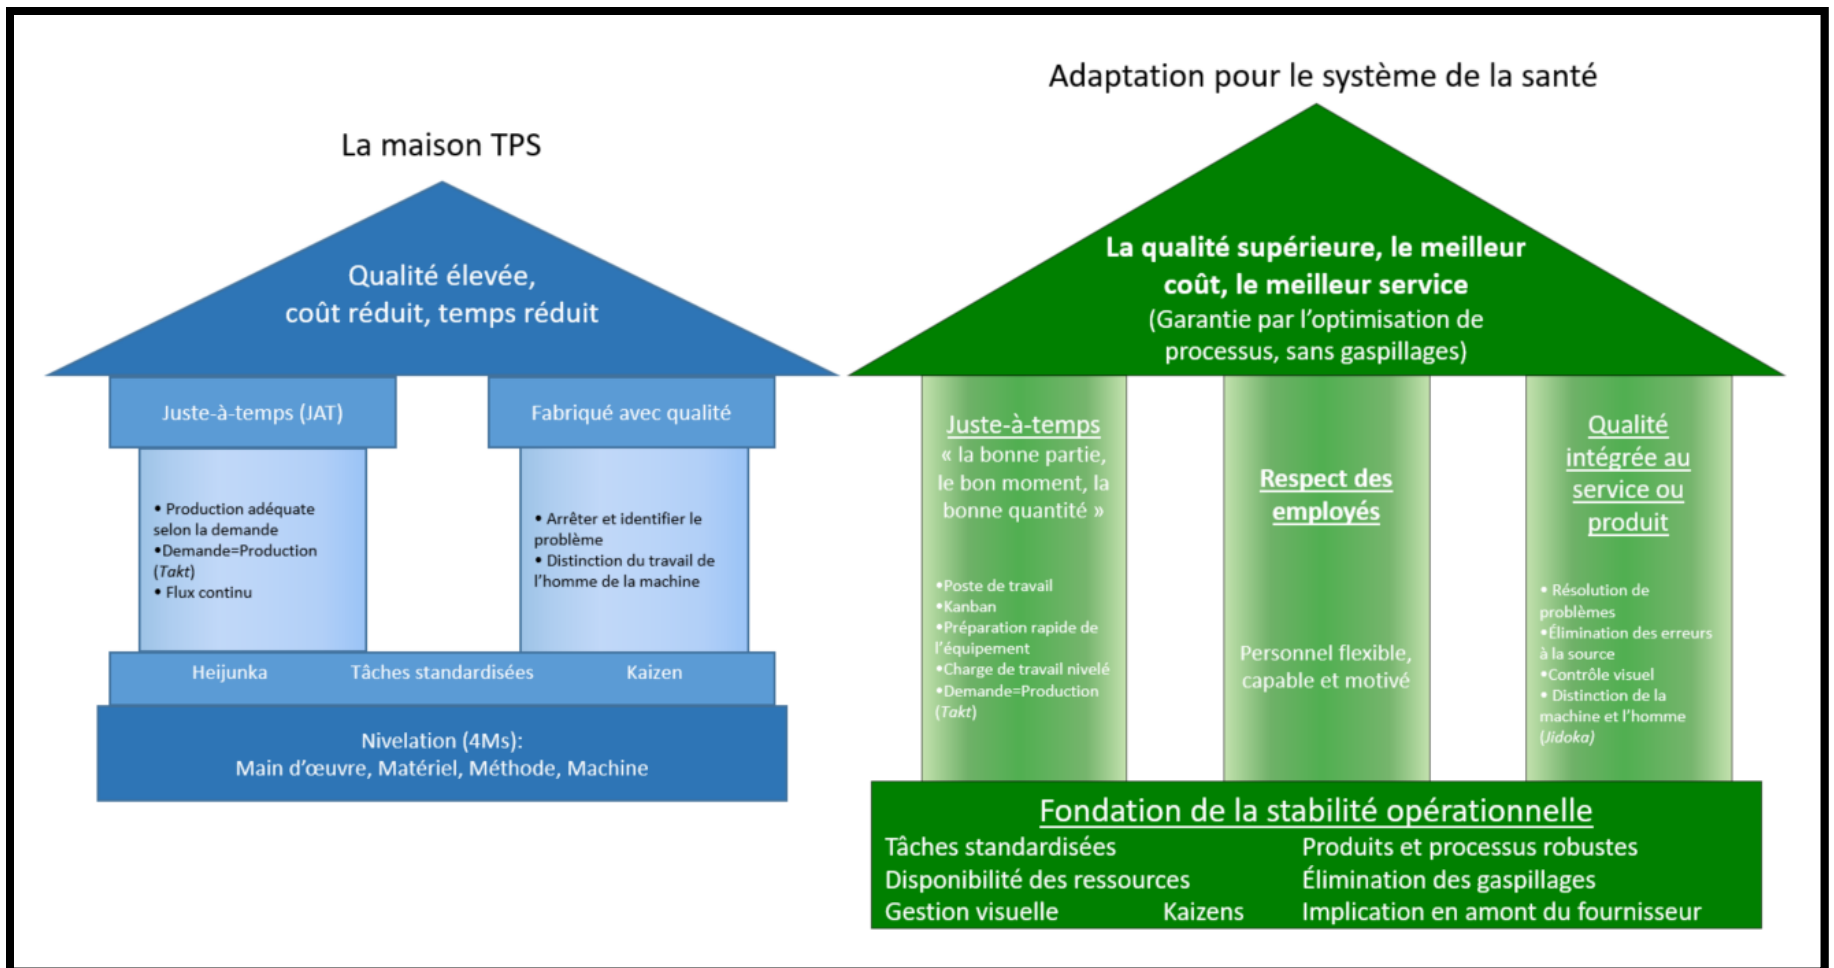 La maison TPS
Qualité élevée,
coût réduit, temps réduit
Juste-à-temps (JAT)
Fabriqué avec qualité
• Production adéquate
selon la demande
•Demande=Production
(Takt)
• Flux continu
• Arrêter et identifier le
problème
• Distinction du travail de
l'homme de la machine
Heijunka
Tâches standardisées
Kaizen
Nivelation (4Ms):
Main d'œuvre, Matériel, Méthode, Machine
Adaptation pour le système de la santé
La qualité supérieure, le meilleur
coût, le meilleur service
(Garantie par l'optimisation de
processus, sans gaspillages)
Juste-à-temps
« la bonne partie,
le bon moment, la
bonne quantité »
•Poste de travail
•Kanban
•Préparation rapide de
l'équipement
•Charge de travail nivelé
•Demande=Production
(Takt)
Respect des
employés
Personnel flexible,
capable et motivé
Qualité
intégrée au
service ou
produit
• Résolution de
problèmes
•Élimination des erreurs
à la source
•Contrôle visuel
• Distinction de la
machine et l'homme
(Jidoka)
Fondation de la stabilité opérationnelle
Tâches standardisées
Disponibilité des ressources
Gestion visuelle
Kaizens
Produits et processus robustes
Élimination des gaspillages
Implication en amont du fournisseur